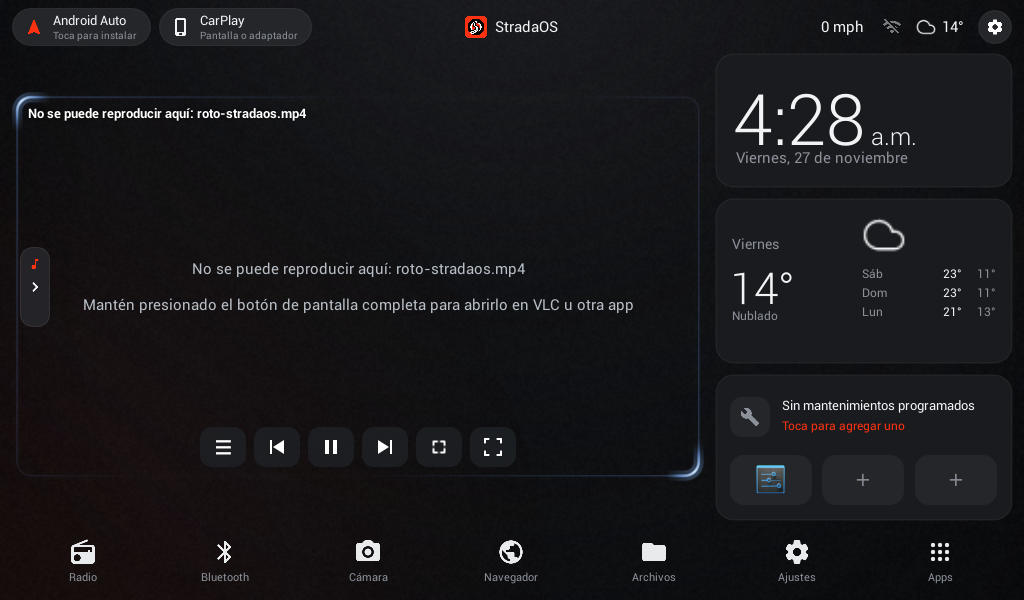 Android Auto
Toca para instalar
CarPlay
Pantalla o adaptador
StradaOS
0 mph
14°
No se puede reproducir aquí: roto-stradaos.mp4
No se puede reproducir aquí: roto-stradaos.mp4
Mantén presionado el botón de pantalla completa para abrirlo en VLC u otra app
4:28 a.m.
Viernes, 27 de noviembre
Viernes
14°
Nublado
Sáb 23° 11°
Dom 23° 11°
Lun 21° 13°
Sin mantenimientos programados
Toca para agregar uno
Radio
Bluetooth
Cámara
Navegador
Archivos
Ajustes
Apps